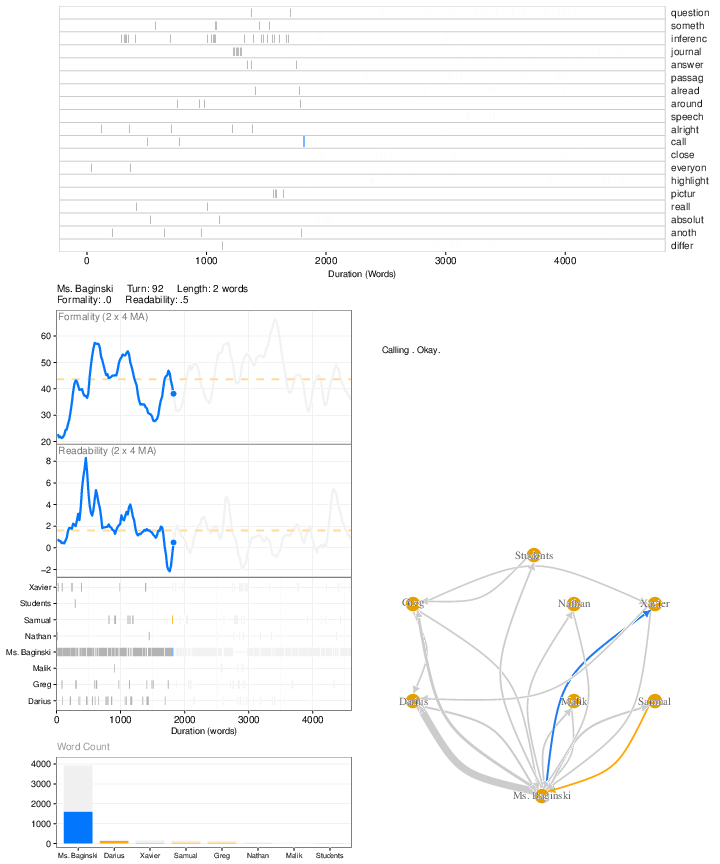 question
someth
inferenc
journal
answer
passag
alread
around
speech
alright
call
close
everyon
highlight
pictur
reall
absolut
anoth
differ
0 1000 2000 3000 4000
Duration (Words)
Ms. Baginski Turn: 92 Length: 2 words
Formality: .0 Readability: .5
Formality (2 x 4 MA)
60
50
40
30
20
Calling . Okay.
Readability (2 x 4 MA)
8
6
4
2
0
−2
Xavier
Students
Samual
Nathan
Ms. Baginski
Malik
Greg
Darius
0 1000 2000 3000 4000
Duration (words)
Students
Greg Nathan Xavier
Darius Malik Samual
Ms. Baginski
Word Count
4000
3000
2000
1000
0
Ms. Baginski Darius Xavier Samual Greg Nathan Malik Students